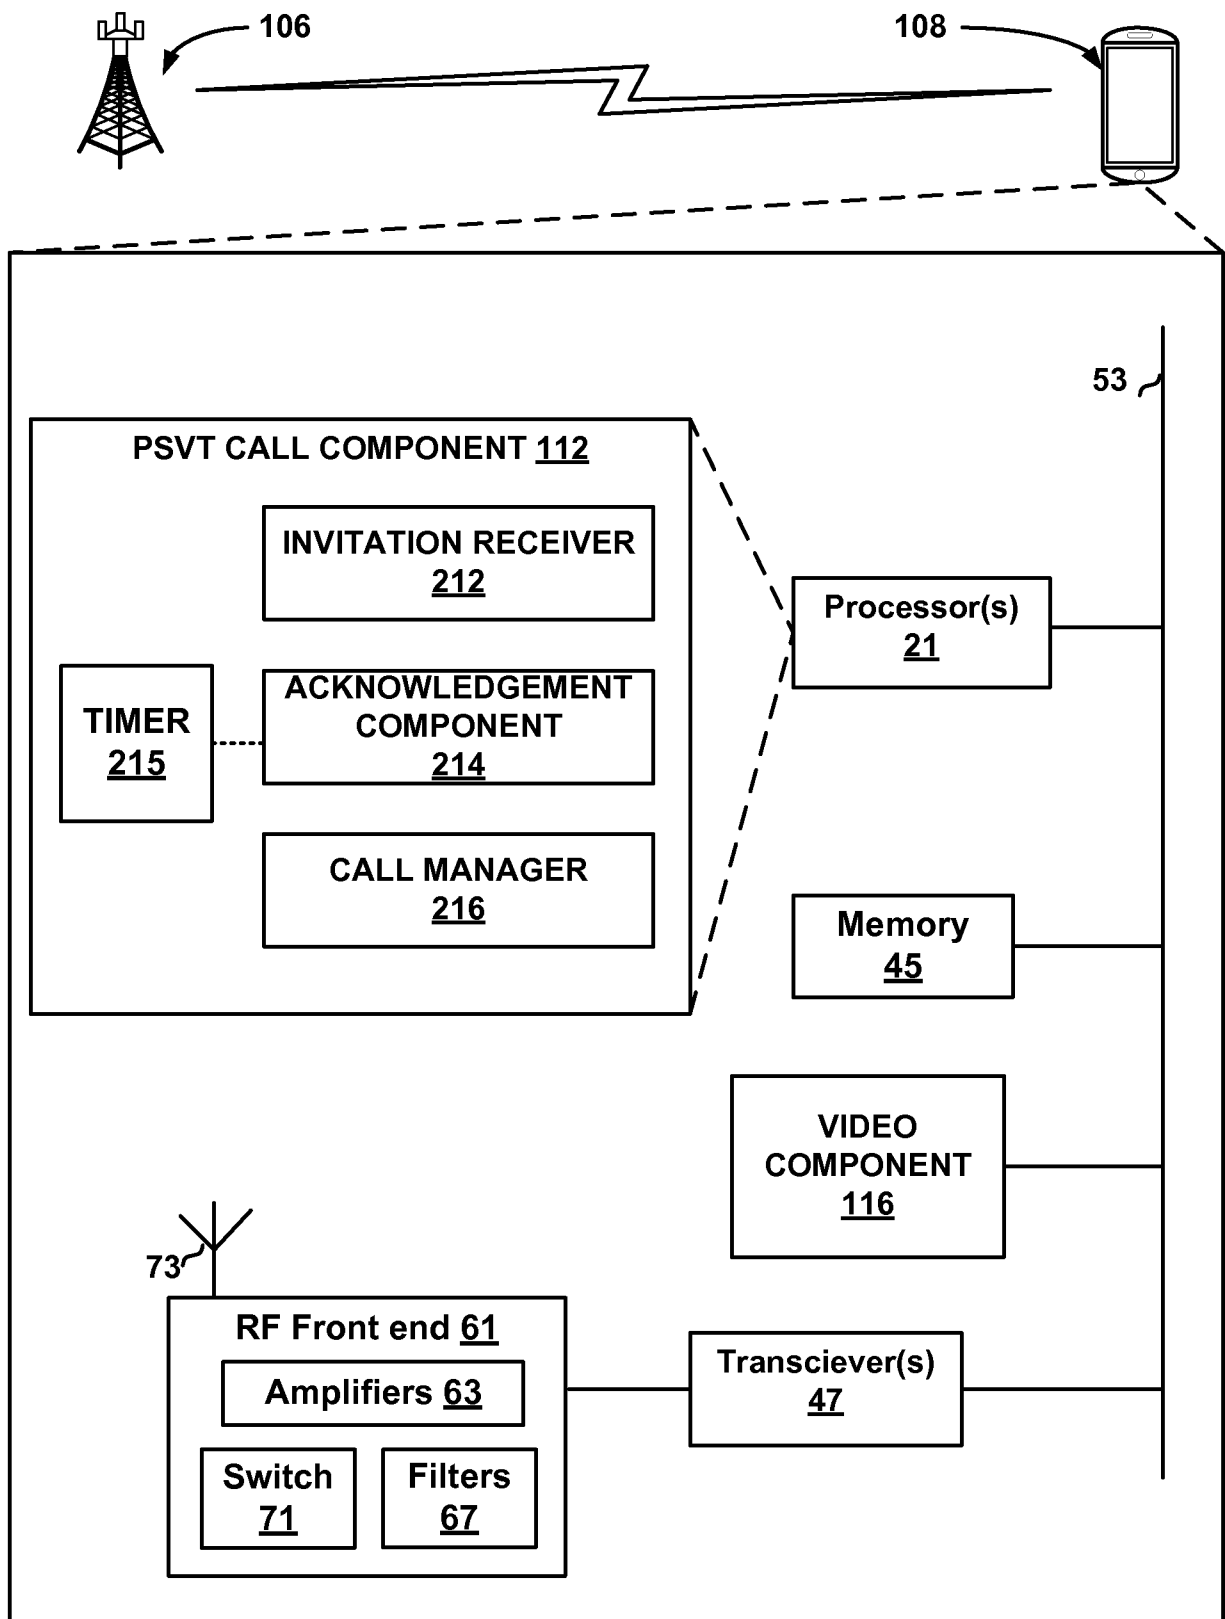 106
108
53
PSVT CALL COMPONENT 112
INVITATION RECEIVER
212
Processor(s)
21
TIMER
215
ACKNOWLEDGEMENT
COMPONENT
214
CALL MANAGER
216
Memory
45
VIDEO
COMPONENT
116
73
RF Front end 61
Amplifiers 63
Switch
71
Filters
67
Transciever(s)
47